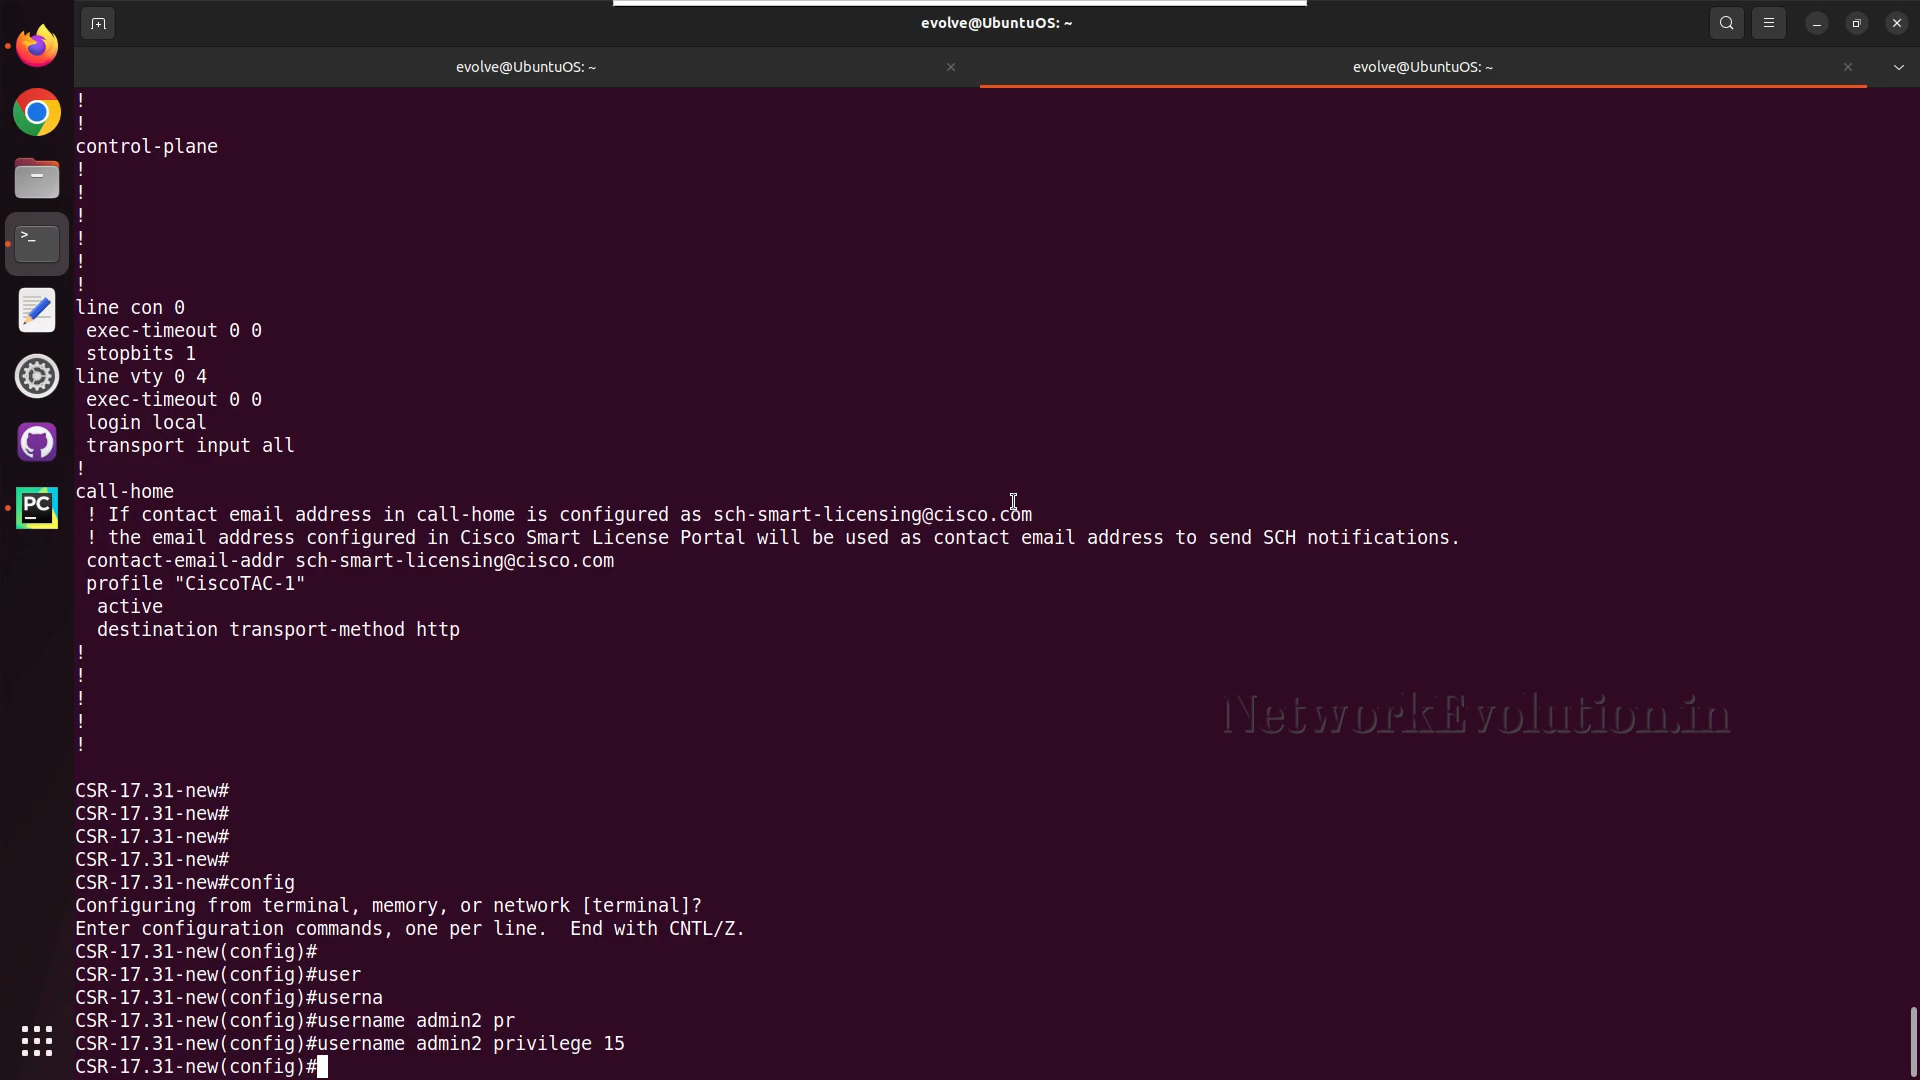 evolve@UbuntuOS: ~
evolve@UbuntuOS: ~
evolve@UbuntuOS: ~
!
!
control-plane
!
!
!
!
!
!
line con 0
exec-timeout 0 0
stopbits 1
line vty 0 4
exec-timeout 0 0
login local
transport input all
!
call-home
! If contact email address in call-home is configured as sch-smart-licensing@cisco.com
! the email address configured in Cisco Smart License Portal will be used as contact email address to send SCH notifications.
contact-email-addr sch-smart-licensing@cisco.com
profile "CiscoTAC-1"
active
destination transport-method http
!
!
!
!
!
NetworkEvolution.in
CSR-17.31-new#
CSR-17.31-new#
CSR-17.31-new#
CSR-17.31-new#
CSR-17.31-new#config
Configuring from terminal, memory, or network [terminal]?
Enter configuration commands, one per line.  End with CNTL/Z.
CSR-17.31-new(config)#
CSR-17.31-new(config)#user
CSR-17.31-new(config)#userna
CSR-17.31-new(config)#username admin2 pr
CSR-17.31-new(config)#username admin2 privilege 15
CSR-17.31-new(config)#
>_
PC